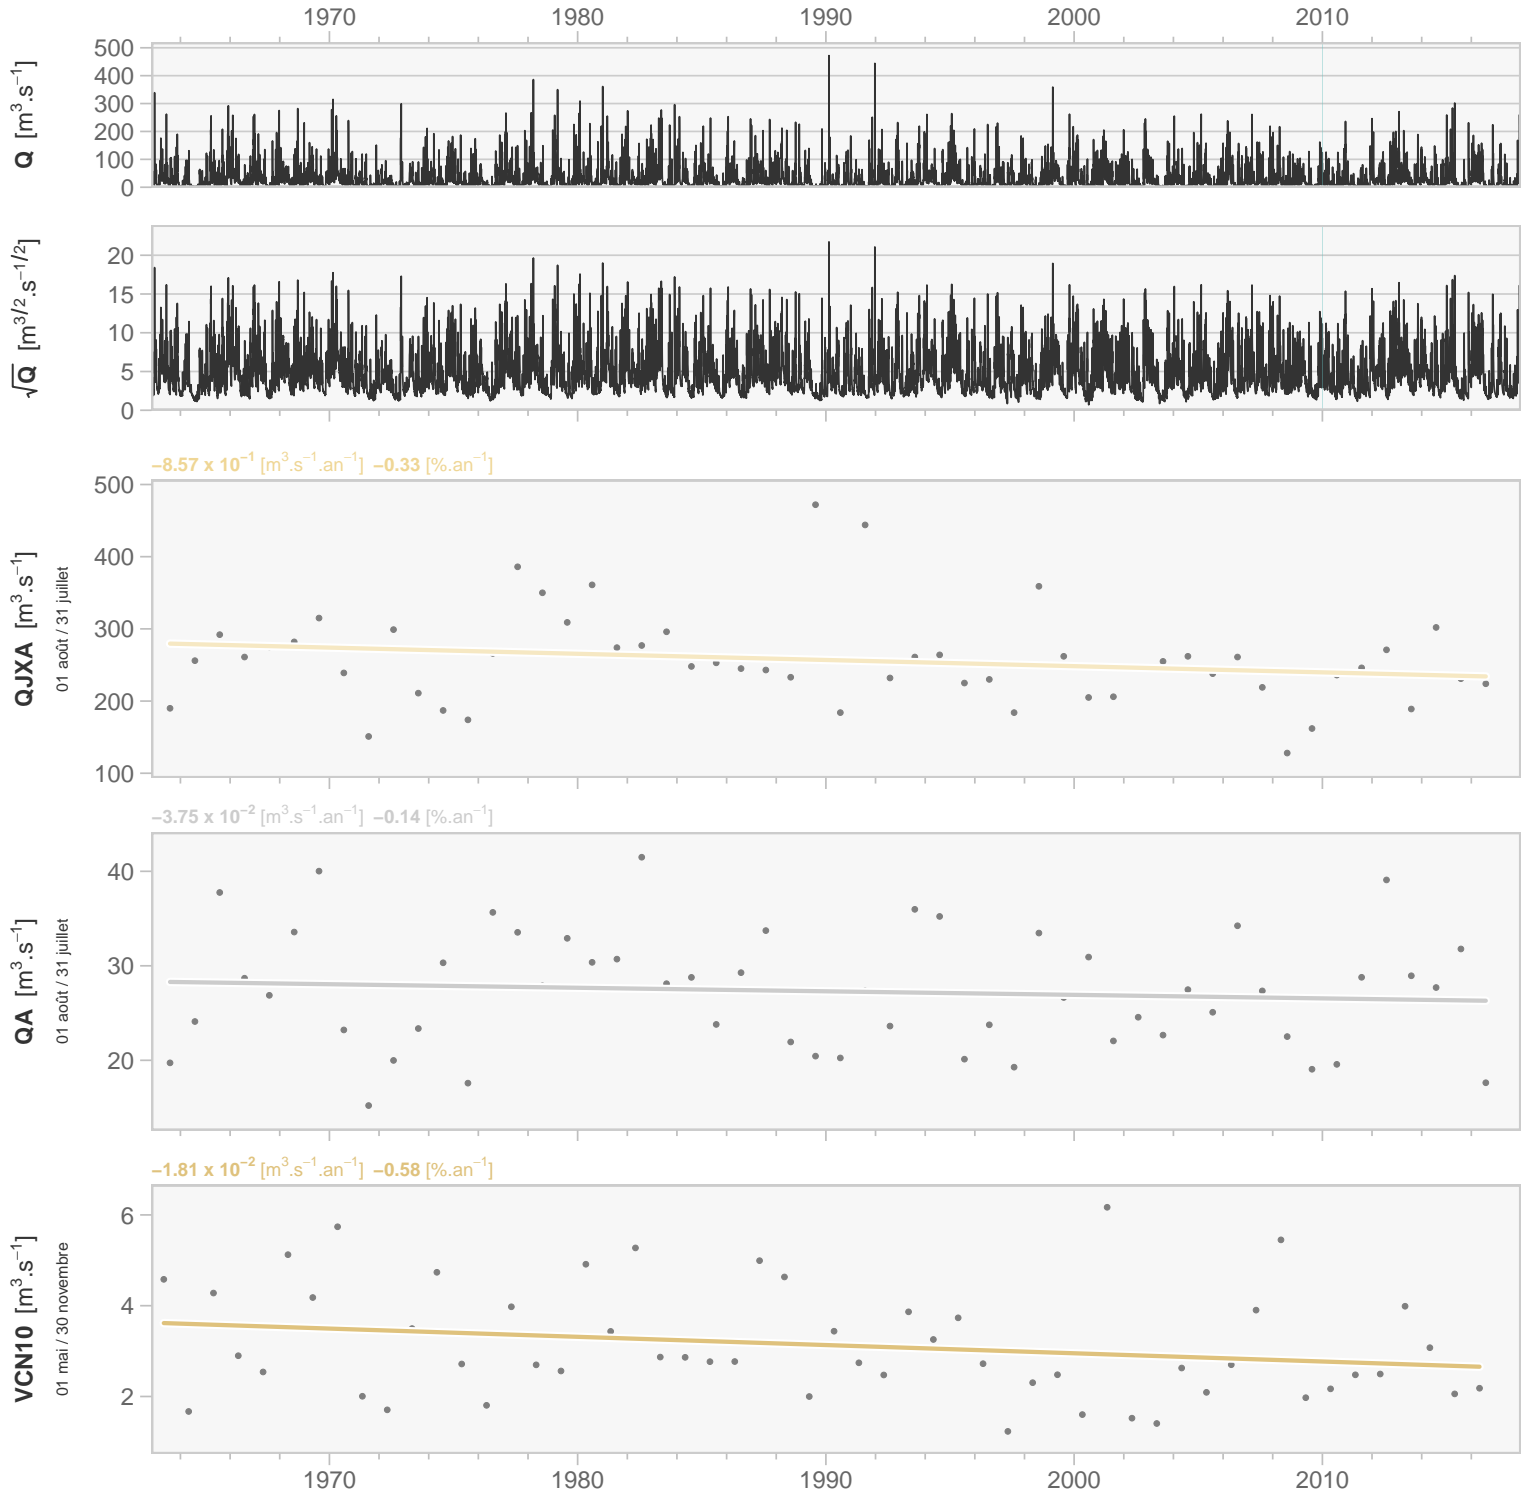 1970 1980 1990 2000 2010
Q [m³.s⁻¹]
500
400
300
200
100
0
√Q [m³ᐟ².s⁻¹ᐟ²]
20
15
10
5
0
−8.57 x 10⁻¹ [m³.s⁻¹.an⁻¹] −0.33 [%.an⁻¹]
QJXA [m³.s⁻¹]
01 août / 31 juillet
500
400
300
200
100
−3.75 x 10⁻² [m³.s⁻¹.an⁻¹] −0.14 [%.an⁻¹]
QA [m³.s⁻¹]
01 août / 31 juillet
40
30
20
−1.81 x 10⁻² [m³.s⁻¹.an⁻¹] −0.58 [%.an⁻¹]
VCN10 [m³.s⁻¹]
01 mai / 30 novembre
6
4
2
1970 1980 1990 2000 2010